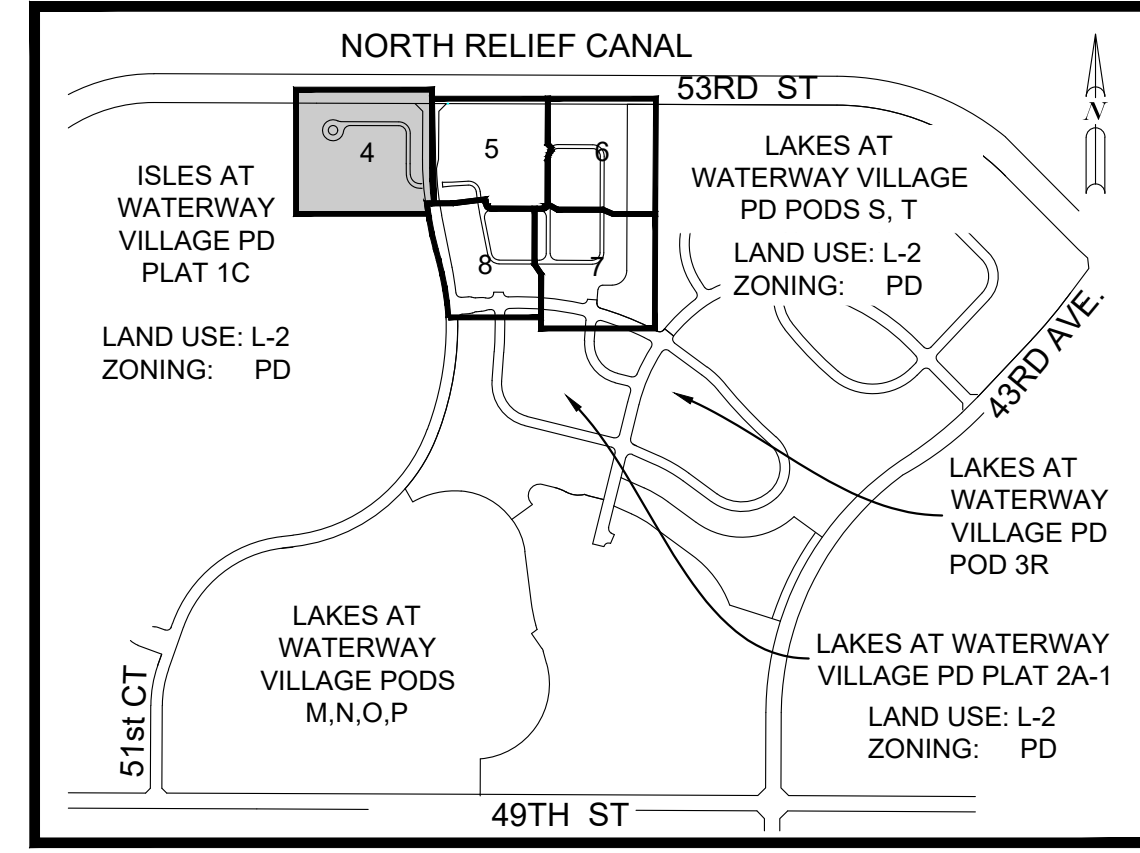 NORTH RELIEF CANAL
53RD ST
N
4
5
6
7
8
ISLES AT
WATERWAY
VILLAGE PD
PLAT 1C
LAND USE: L-2
ZONING: PD
LAKES AT
WATERWAY VILLAGE
PD PODS S, T
LAND USE: L-2
ZONING: PD
43RD AVE.
LAKES AT
WATERWAY
VILLAGE PD
POD 3R
LAKES AT WATERWAY
VILLAGE PD PLAT 2A-1
LAND USE: L-2
ZONING: PD
LAKES AT
WATERWAY
VILLAGE PODS
M,N,O,P
51st CT
49TH ST